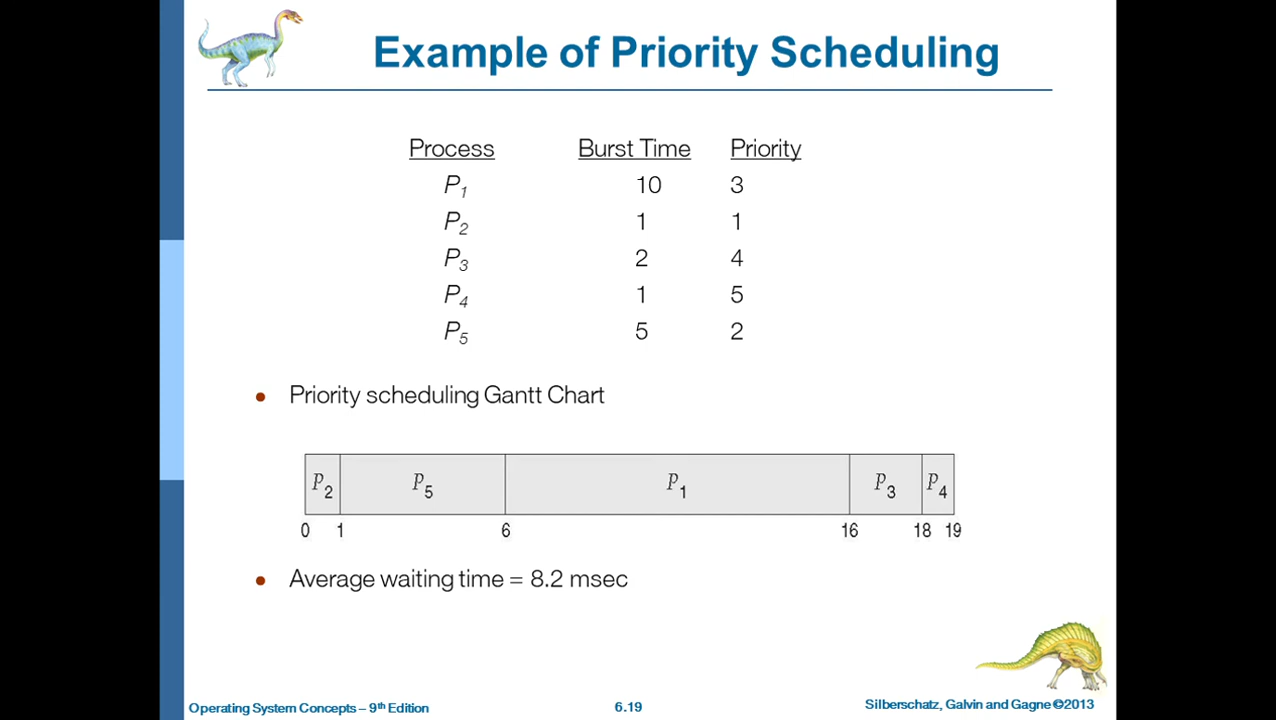 Example of Priority Scheduling
Process Burst Time Priority
P1 10 3
P2 1 1
P3 2 4
P4 1 5
P5 5 2
• Priority scheduling Gantt Chart
P2 P5 P1 P3 P4
0 1 6 16 18 19
• Average waiting time = 8.2 msec
Operating System Concepts – 9th Edition 6.19 Silberschatz, Galvin and Gagne ©2013